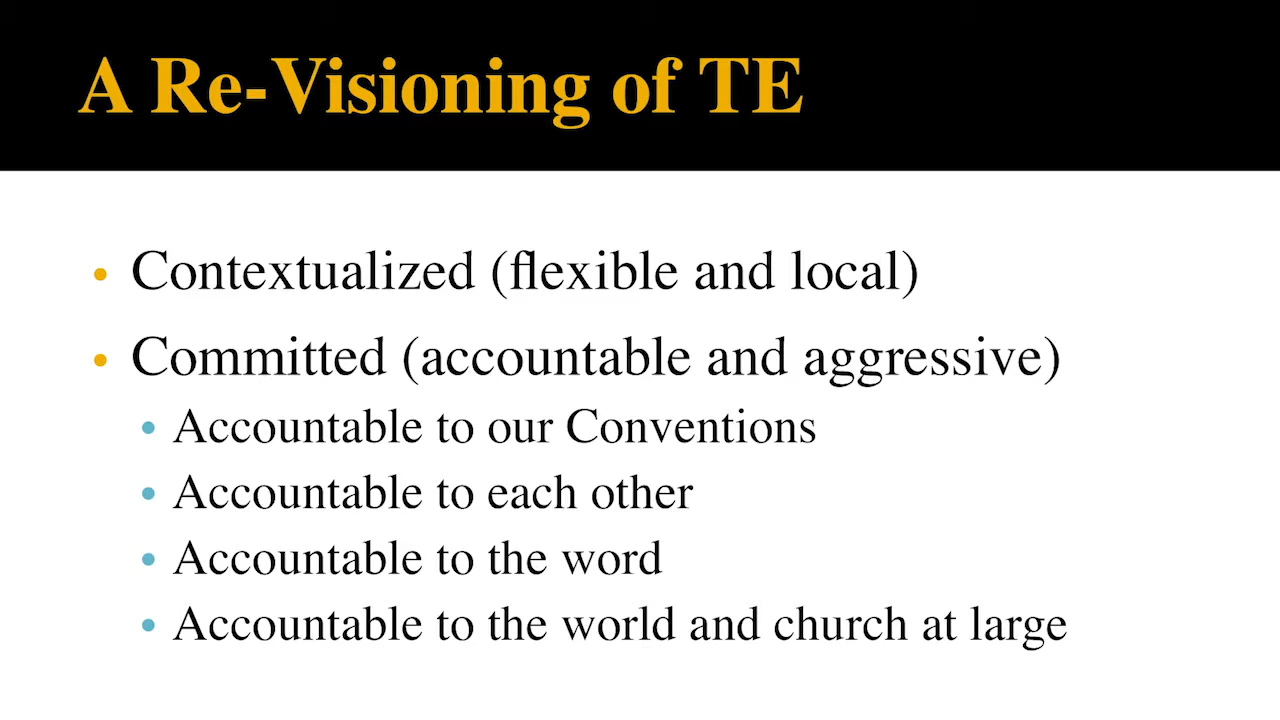 A Re-Visioning of TE
• Contextualized (flexible and local)
• Committed (accountable and aggressive)
• Accountable to our Conventions
• Accountable to each other
• Accountable to the word
• Accountable to the world and church at large